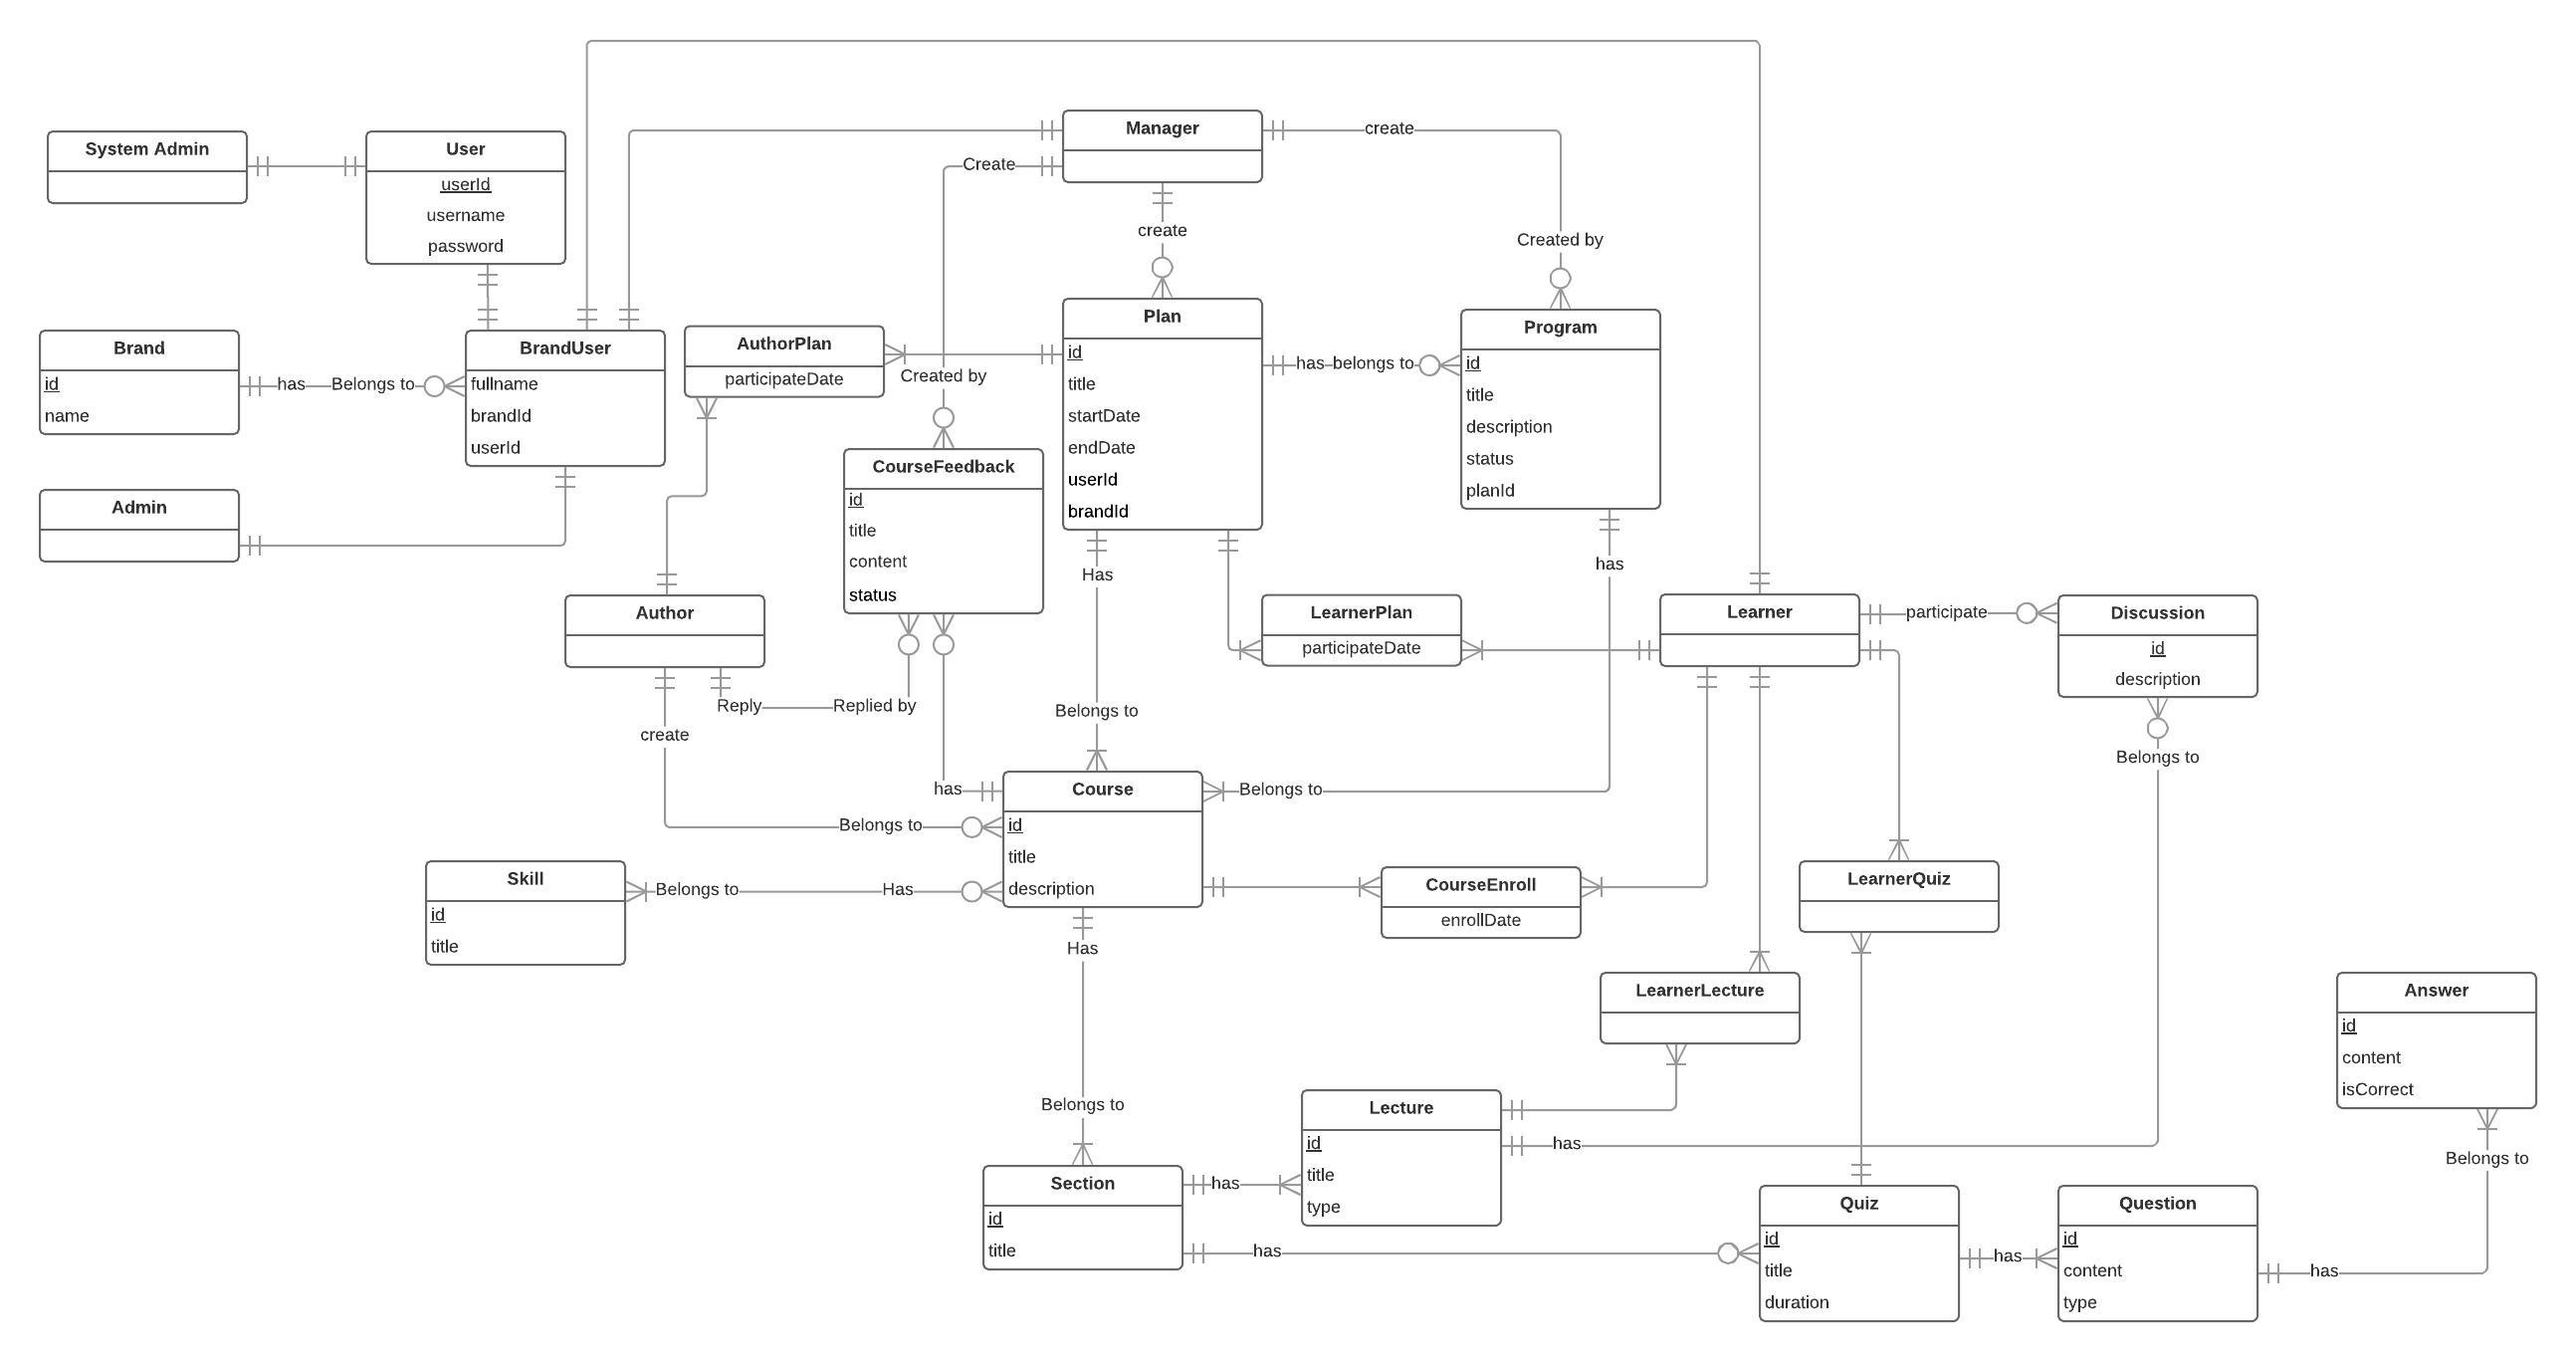 System Admin
User
userId
username
password
Manager
create
Created by
Create
Created by
create
Brand
id
name
has
Belongs to
BrandUser
fullname
brandId
userId
Admin
AuthorPlan
participateDate
Plan
id
title
startDate
endDate
userId
brandId
has
belongs to
Program
id
title
description
status
planId
CourseFeedback
id
title
content
status
Has
Belongs to
has
Belongs to
Author
Reply
Replied by
create
Belongs to
has
LearnerPlan
participateDate
Learner
participate
Discussion
id
description
Belongs to
Course
id
title
description
Skill
id
title
Belongs to
Has
CourseEnroll
enrollDate
LearnerQuiz
LearnerLecture
Has
Belongs to
Answer
id
content
isCorrect
Belongs to
Lecture
id
title
type
has
Section
id
title
has
has
Quiz
id
title
duration
has
Question
id
content
type
has